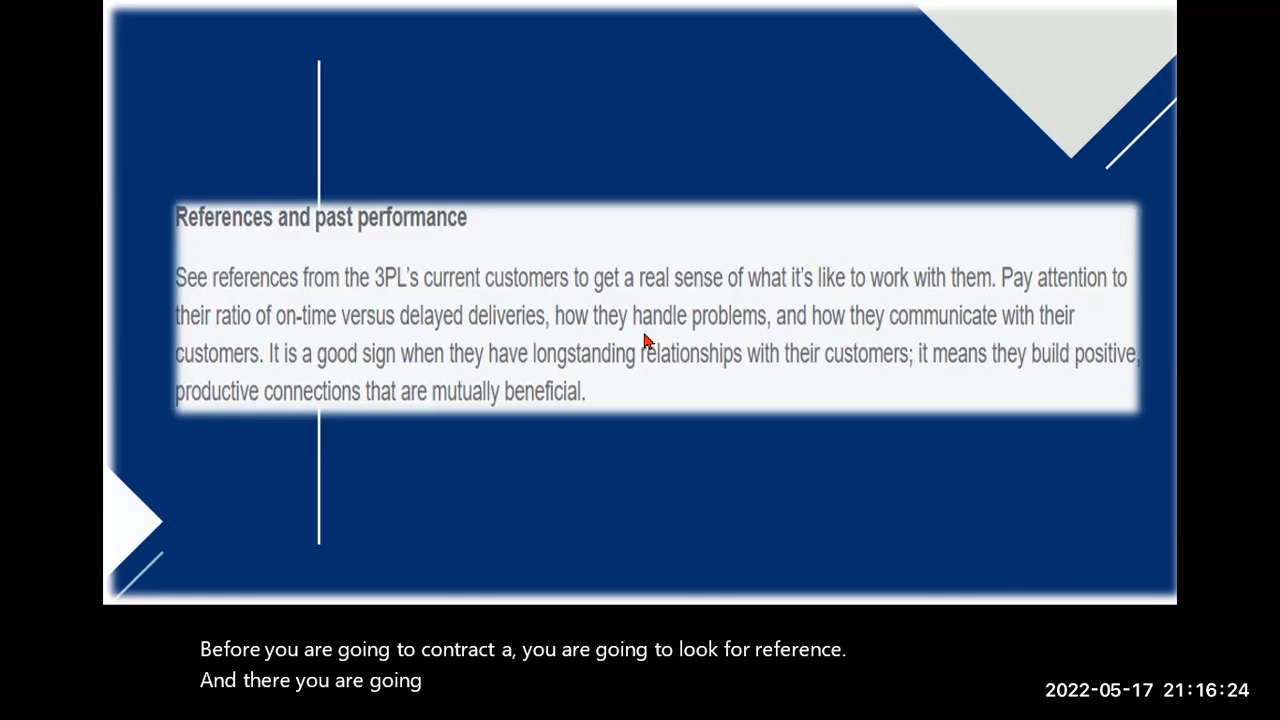 References and past performance
See references from the 3PL's current customers to get a real sense of what it's like to work with them. Pay attention to
their ratio of on-time versus delayed deliveries, how they handle problems, and how they communicate with their
customers. It is a good sign when they have longstanding relationships with their customers; it means they build positive,
productive connections that are mutually beneficial.
Before you are going to contract a, you are going to look for reference.
And there you are going
2022-05-17 21:16:24